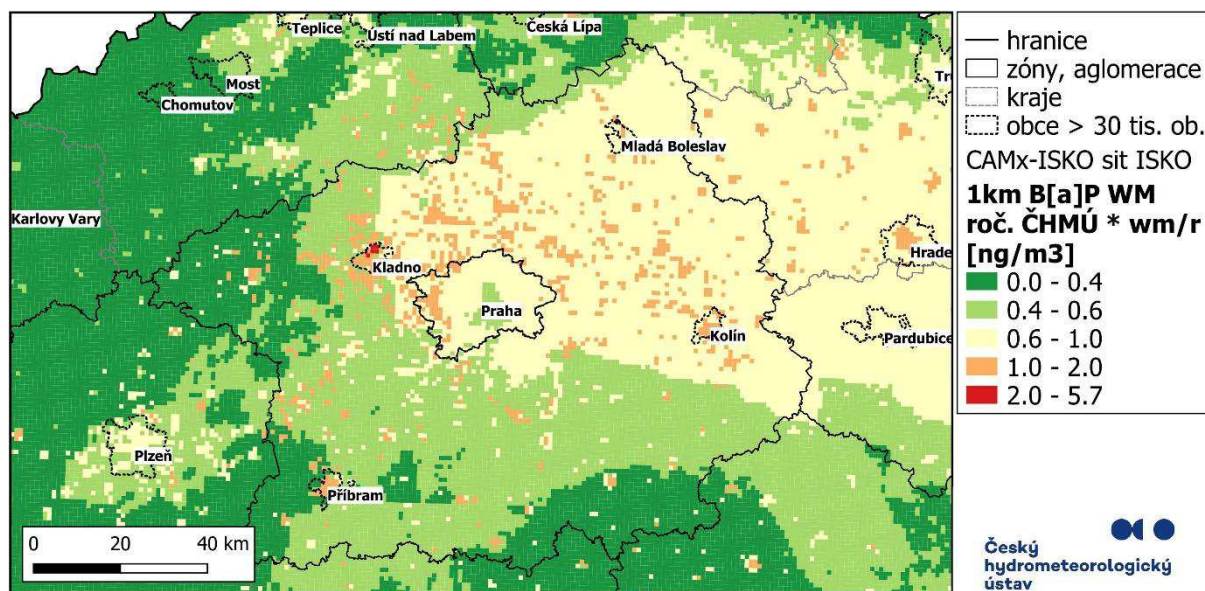 Teplice
Ústí nad Labem
Česká Lípa
Most
Chomutov
Tr
Mladá Boleslav
Karlovy Vary
Kladno
Hrade
Praha
Kolín
Pardubice
Plzeň
Příbram
0 20 40 km
hranice
zóny, aglomerace
kraje
obce > 30 tis. ob.
CAMx-ISKO sit ISKO
1km B[a]P WM
roč. ČHMÚ * wm/r
[ng/m3]
0.0 - 0.4
0.4 - 0.6
0.6 - 1.0
1.0 - 2.0
2.0 - 5.7
Český
hydrometeorologický
ústav